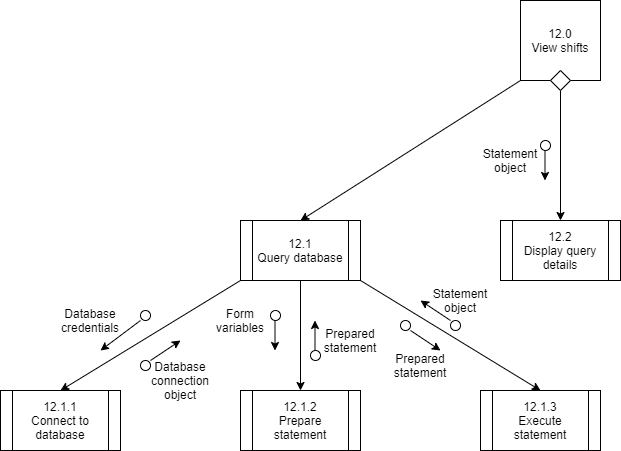 12.0
View shifts
Statement
object
12.1
Query database
12.2
Display query
details
Database
credentials
Form
variables
Statement
object
Prepared
statement
Prepared
statement
Database
connection
object
12.1.1
Connect to
database
12.1.2
Prepare
statement
12.1.3
Execute
statement